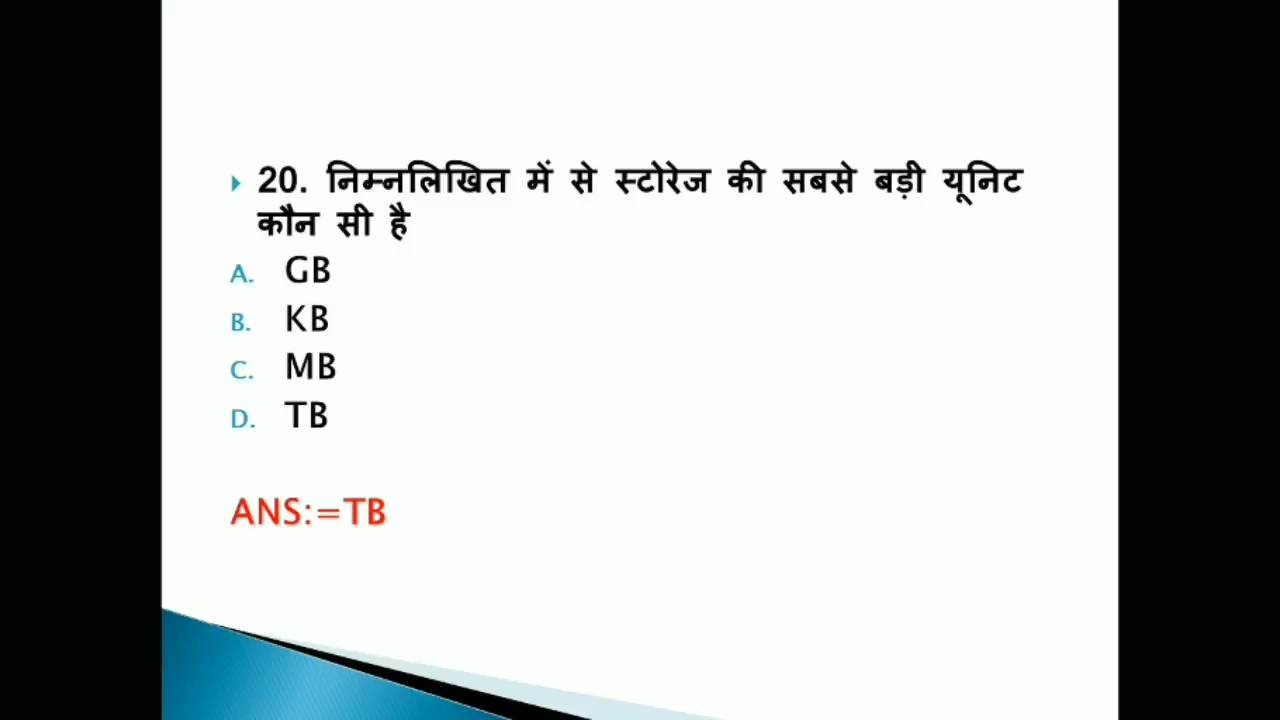 20. निम्नलिखित में से स्टोरेज की सबसे बड़ी यूनिट
कौन सी है
A. GB
B. KB
C. MB
D. TB
ANS:=TB